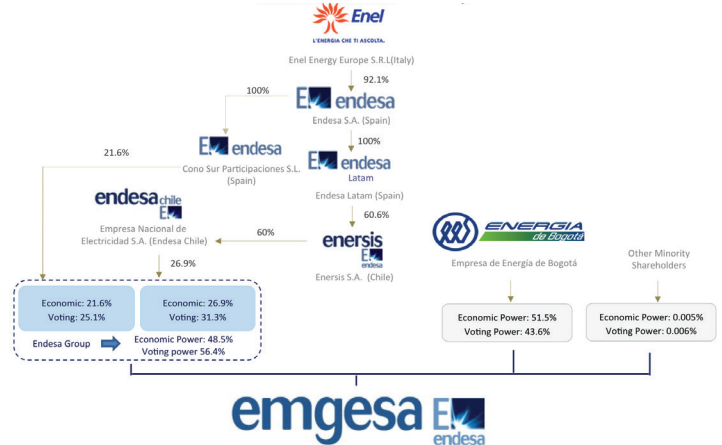 Enel
L'ENERGIA CHE TI ASCOLTA.
Enel Energy Europe S.R.L(Italy)
92.1%
100%
endesa
Endesa S.A. (Spain)
100%
21.6%
endesa
Cono Sur Participaciones S.L.
(Spain)
endesa
Latam
Endesa Latam (Spain)
60.6%
endesa chile
Empresa Nacional de
Electricidad S.A. (Endesa Chile)
60%
enersis
endesa
Enersis S.A. (Chile)
26.9%
ENERGIA
de Bogotá
Empresa de Energía de Bogotá
Other Minority
Shareholders
Economic: 21.6%
Voting: 25.1%
Economic: 26.9%
Voting: 31.3%
Endesa Group
Economic Power: 48.5%
Voting power 56.4%
Economic Power: 51.5%
Voting Power: 43.6%
Economic Power: 0.005%
Voting Power: 0.006%
emgesa
endesa